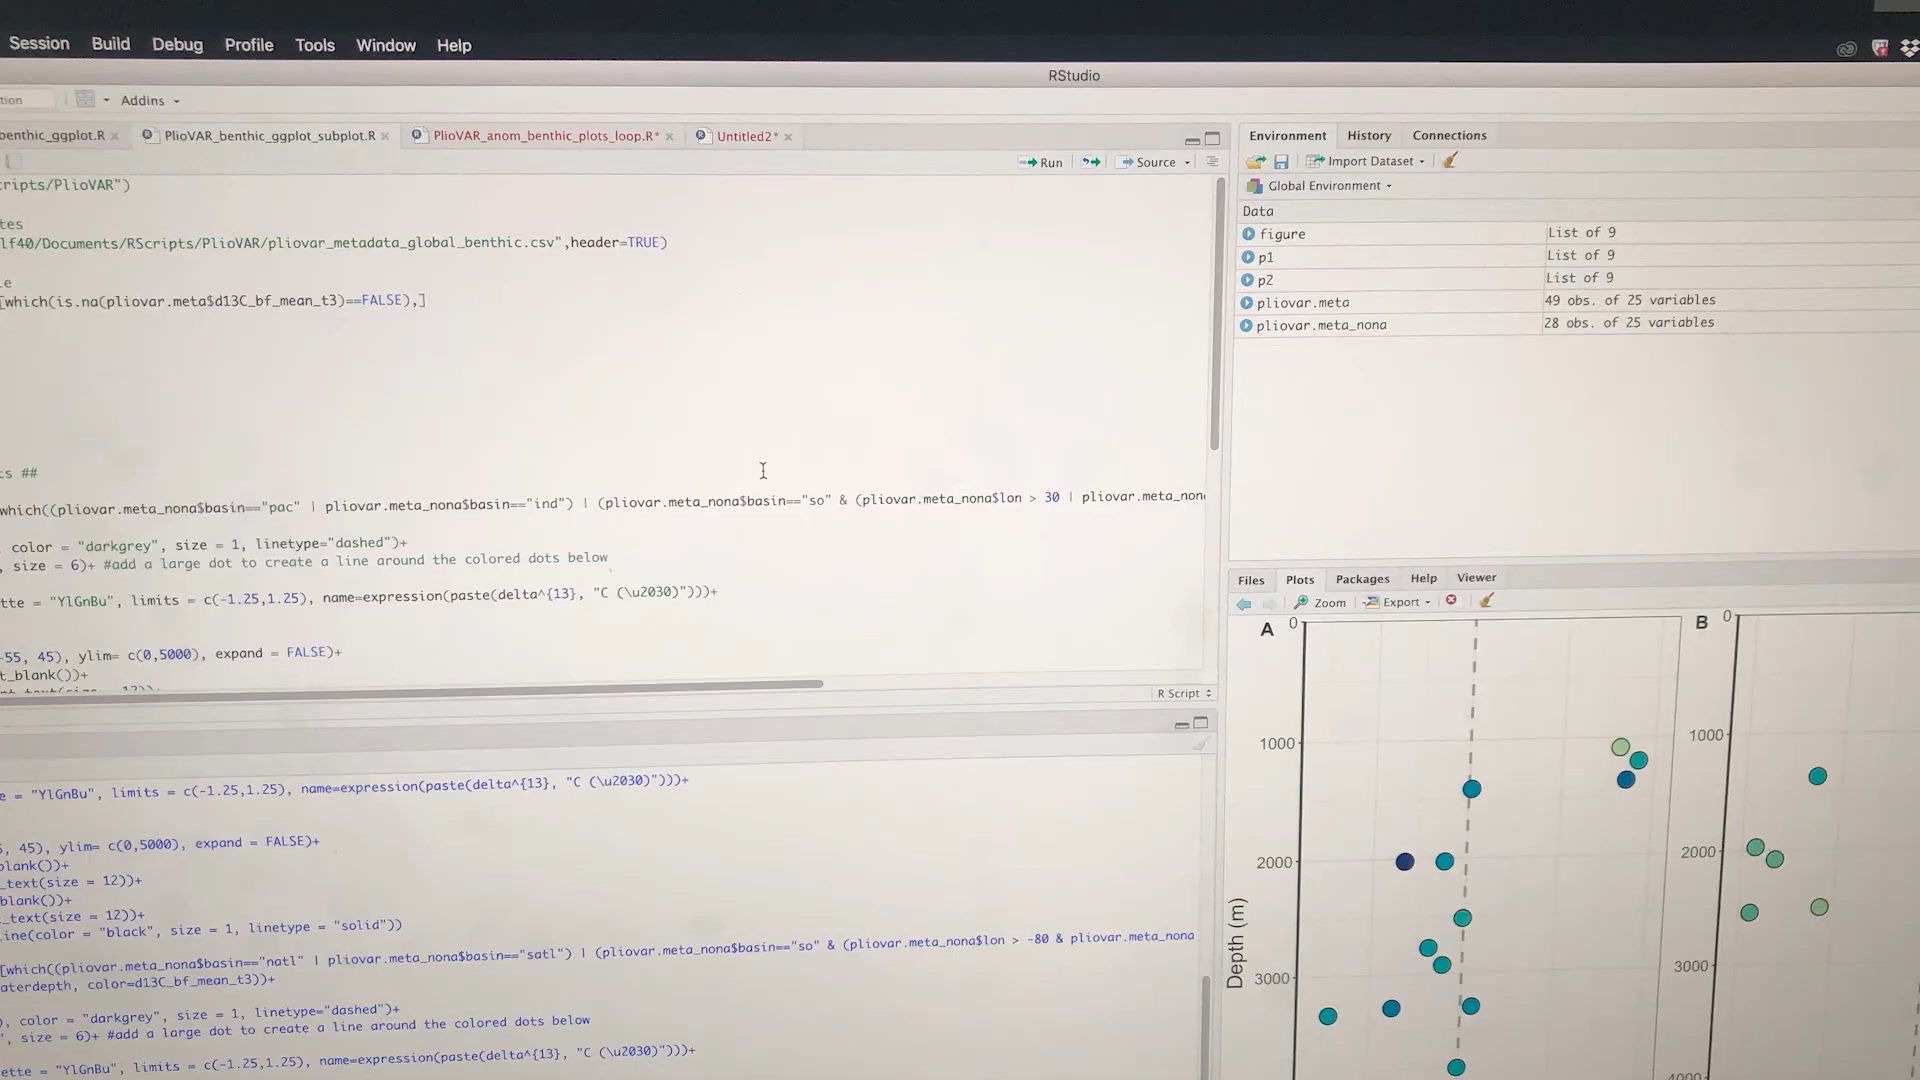 Session Build Debug Profile Tools Window Help
RStudio
tion Addins
benthic_ggplot.R PlioVAR_benthic_ggplot_subplot.R PlioVAR_anom_benthic_plots_loop.R* Untitled2*
Run Source
cripts/PlioVAR")
tes
lf40/Documents/RScripts/PlioVAR/pliovar_metadata_global_benthic.csv",header=TRUE)
le
[which(is.na(pliovar.meta$d13C_bf_mean_t3)==FALSE),]
ts ##
which((pliovar.meta_nona$basin=="pac" | pliovar.meta_nona$basin=="ind") | (pliovar.meta_nona$basin=="so" & (pliovar.meta_nona$lon > 30 | pliovar.meta_non
, color = "darkgrey", size = 1, linetype="dashed")+
, size = 6)+ #add a large dot to create a line around the colored dots below
tte = "YlGnBu", limits = c(-1.25,1.25), name=expression(paste(delta^{13}, "C (\u2030)")))+
-55, 45), ylim= c(0,5000), expand = FALSE)+
t_blank())+
R Script
e = "YlGnBu", limits = c(-1.25,1.25), name=expression(paste(delta^{13}, "C (\u2030)")))+
5, 45), ylim= c(0,5000), expand = FALSE)+
blank())+
_text(size = 12))+
blank())+
t_text(size = 12))+
line(color = "black", size = 1, linetype = "solid"))
[which((pliovar.meta_nona$basin=="natl" | pliovar.meta_nona$basin=="satl") | (pliovar.meta_nona$basin=="so" & (pliovar.meta_nona$lon > -80 & pliovar.meta_nona
aterdepth, color=d13C_bf_mean_t3))+
), color = "darkgrey", size = 1, linetype="dashed")+
", size = 6)+ #add a large dot to create a line around the colored dots below
ette = "YlGnBu", limits = c(-1.25,1.25), name=expression(paste(delta^{13}, "C (\u2030)")))+
Environment History Connections
Import Dataset
Global Environment
Data
figure List of 9
p1 List of 9
p2 List of 9
pliovar.meta 49 obs. of 25 variables
pliovar.meta_nona 28 obs. of 25 variables
Files Plots Packages Help Viewer
Zoom Export
A
0
1000
2000
3000
Depth (m)
B
0
1000
2000
3000
4000